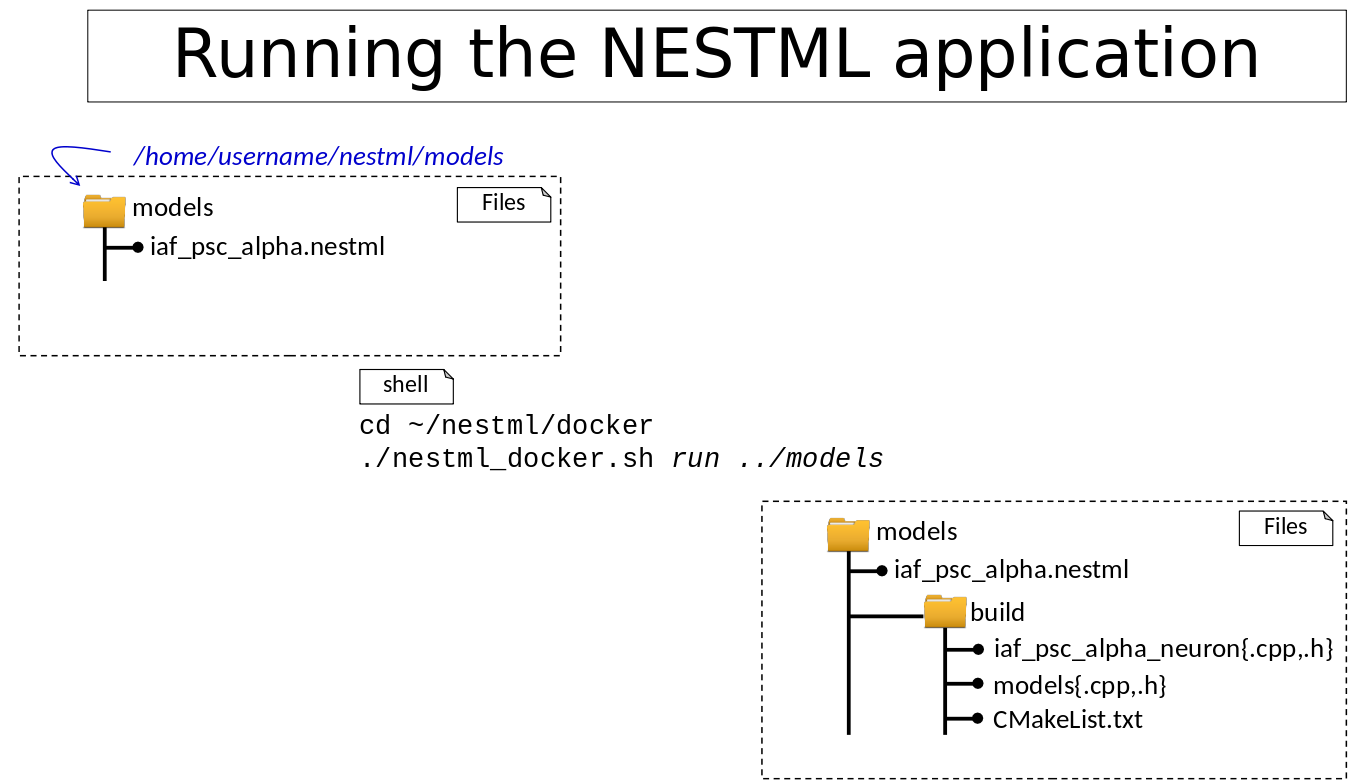 Running the NESTML application
/home/username/nestml/models
models
Files
iaf_psc_alpha.nestml
shell
cd ~/nestml/docker
./nestml_docker.sh run ../models
models
Files
iaf_psc_alpha.nestml
build
iaf_psc_alpha_neuron{.cpp,.h}
models{.cpp,.h}
CMakeList.txt